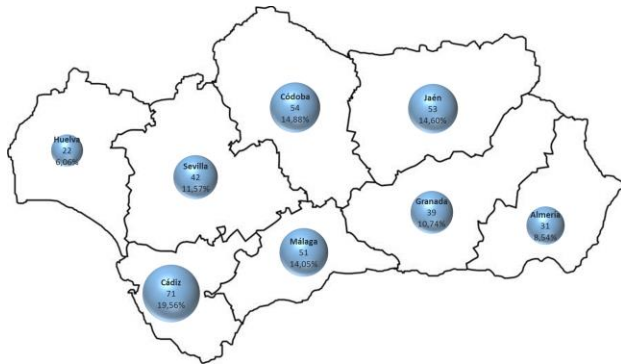 Córdoba
54
14,88%
Jaén
53
14,60%
Huelva
22
6,06%
Sevilla
42
11,57%
Granada
39
10,74%
Almería
31
8,54%
Málaga
51
14,05%
Cádiz
71
19,56%